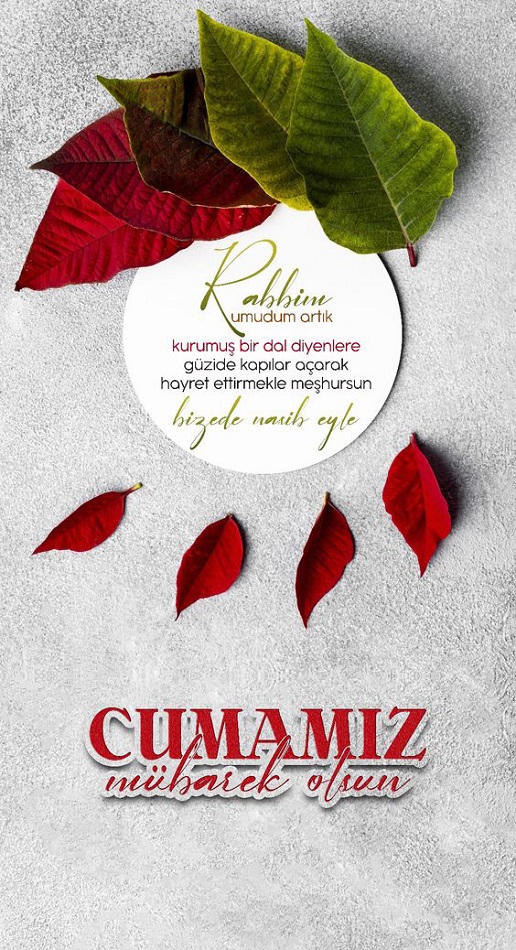 Rabbim
umudum artık
kurumuş bir dal diyenlere
güzide kapılar açarak
hayret ettirmekle meşhursun
bizede nasib eyle
CUMAMIZ
mübarek olsun